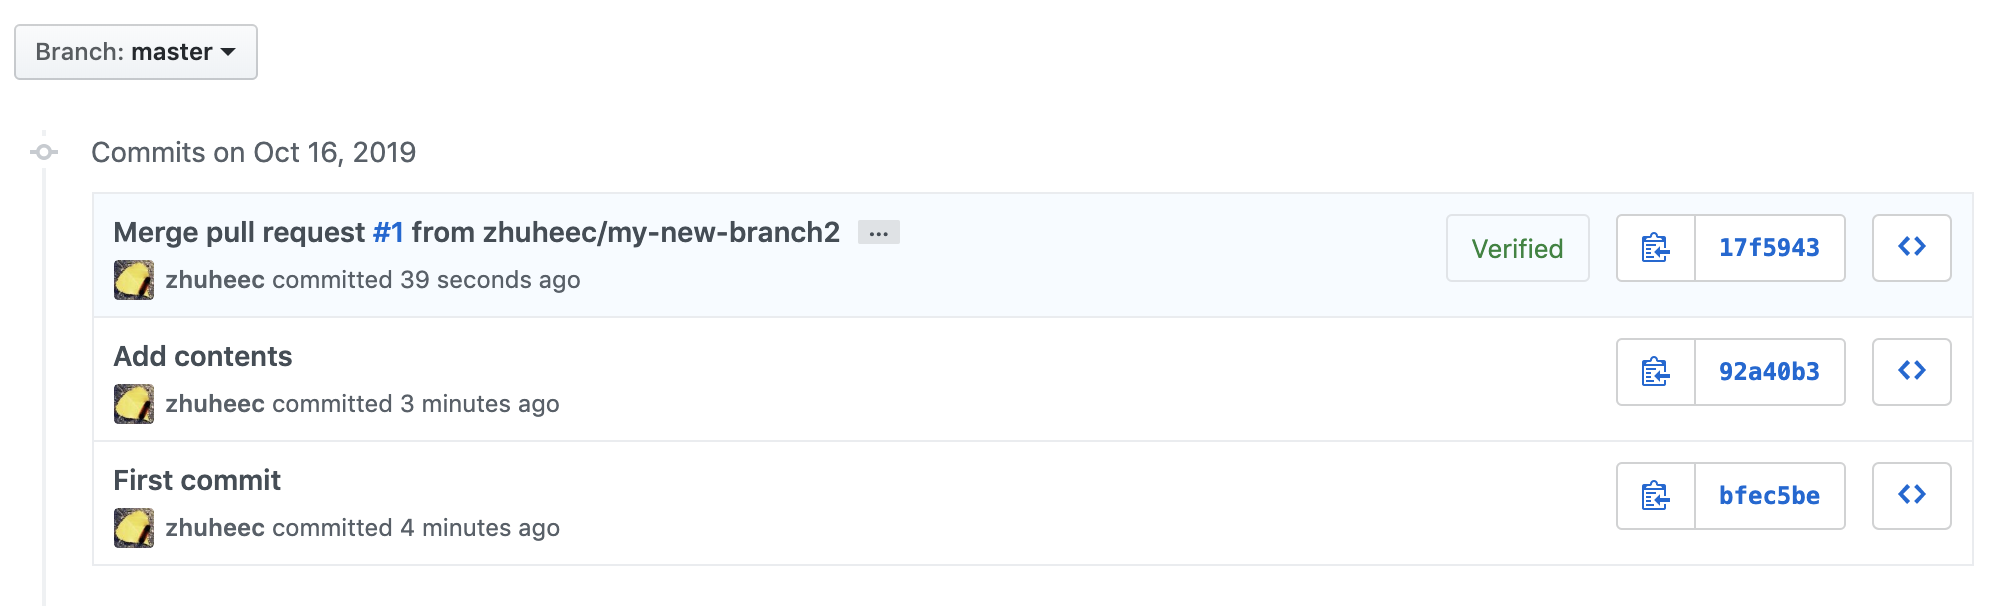 Branch: master
Commits on Oct 16, 2019
Merge pull request #1 from zhuheec/my-new-branch2 ...
Verified
17f5943
zhuheec committed 39 seconds ago
Add contents
92a40b3
zhuheec committed 3 minutes ago
First commit
bfec5be
zhuheec committed 4 minutes ago